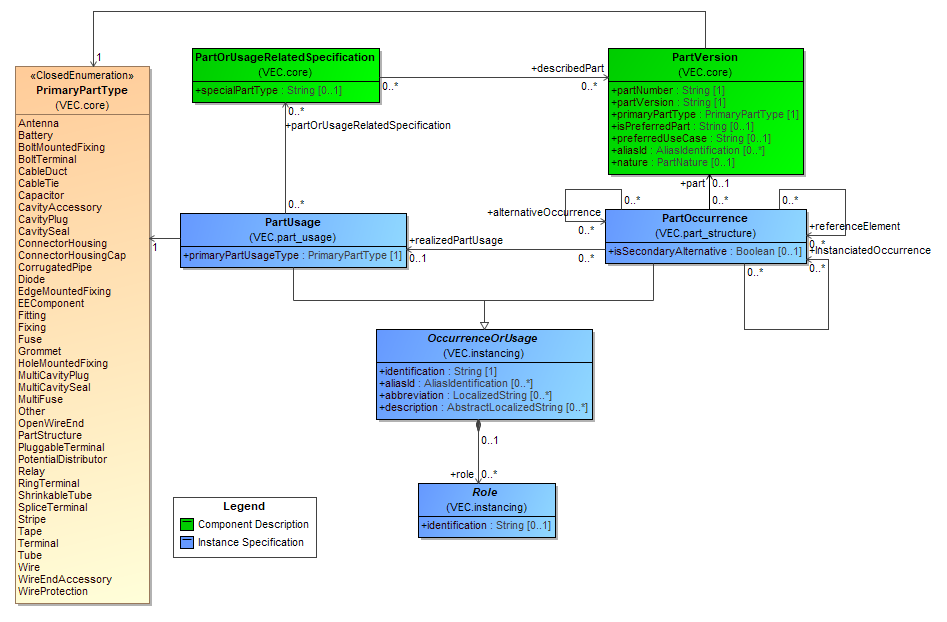 «ClosedEnumeration»
PrimaryPartType
(VEC.core)
Antenna
Battery
BoltMountedFixing
BoltTerminal
CableDuct
CableTie
Capacitor
CavityAccessory
CavityPlug
CavitySeal
ConnectorHousing
ConnectorHousingCap
CorrugatedPipe
Diode
EdgeMountedFixing
EEComponent
Fitting
Fixing
Fuse
Grommet
HoleMountedFixing
MultiCavityPlug
MultiCavitySeal
MultiFuse
Other
OpenWireEnd
PartStructure
PluggableTerminal
PotentialDistributor
Relay
RingTerminal
ShrinkableTube
SpliceTerminal
Stripe
Tape
Terminal
Tube
Wire
WireEndAccessory
WireProtection
1
1
PartOrUsageRelatedSpecification
(VEC.core)
+specialPartType : String [0..1]
0..*
+describedPart
0..*
0..*
+partOrUsageRelatedSpecification
0..*
PartVersion
(VEC.core)
+partNumber : String [1]
+partVersion : String [1]
+primaryPartType : PrimaryPartType [1]
+isPreferredPart : String [0..1]
+preferredUseCase : String [0..1]
+aliasId : AliasIdentification [0..*]
+nature : PartNature [0..1]
+part
0..1
0..*
0..*
0..*
+alternativeOccurrence
0..*
PartUsage
(VEC.part_usage)
+primaryPartUsageType : PrimaryPartType [1]
+realizedPartUsage
0..1
0..*
PartOccurrence
(VEC.part_structure)
+isSecondaryAlternative : Boolean [0..1]
+referenceElement
0..*
+instanciatedOccurrence
0..*
0..*
OccurrenceOrUsage
(VEC.instancing)
+identification : String [1]
+aliasId : AliasIdentification [0..*]
+abbreviation : LocalizedString [0..*]
+description : AbstractLocalizedString [0..*]
0..1
+role
0..*
Role
(VEC.instancing)
+identification : String [0..1]
Legend
Component Description
Instance Specification